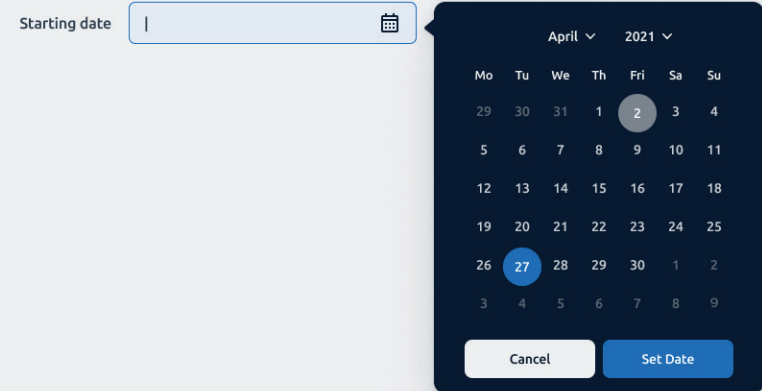 Starting date
April 2021
Mo Tu We Th Fri Sa Su
29 30 31 1 2 3 4
5 6 7 8 9 10 11
12 13 14 15 16 17 18
19 20 21 22 23 24 25
26 27 28 29 30 1 2
3 4 5 6 7 8 9
Cancel Set Date